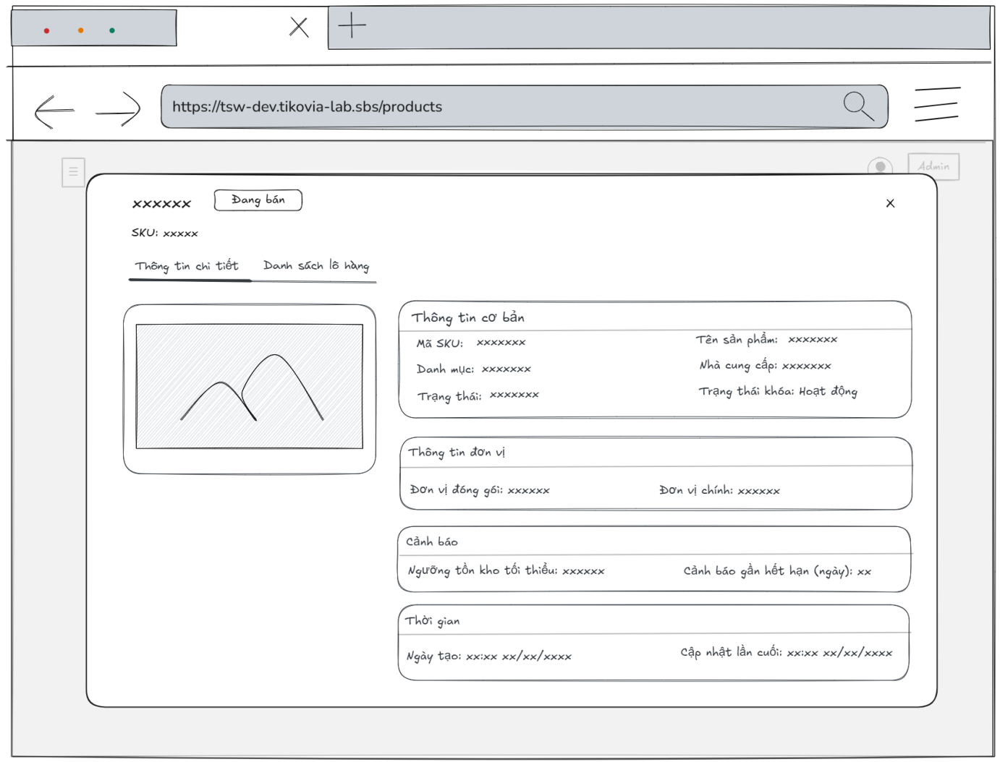 https://tsw-dev.tikovia-lab.sbs/products
Admin
xxxxxx Đang bán
x
SKU: xxxxx
Thông tin chi tiết Danh sách lô hàng
Thông tin cơ bản
Mã SKU: xxxxxxx Tên sản phẩm: xxxxxxx
Danh mục: xxxxxxx Nhà cung cấp: xxxxxxx
Trạng thái: xxxxxxx Trạng thái khóa: Hoạt động
Thông tin đơn vị
Đơn vị đóng gói: xxxxxx Đơn vị chính: xxxxxx
Cảnh báo
Ngưỡng tồn kho tối thiểu: xxxxxx Cảnh báo gần hết hạn (ngày): xx
Thời gian
Ngày tạo: xx:xx xx/xx/xxxx Cập nhật lần cuối: xx:xx xx/xx/xxxx